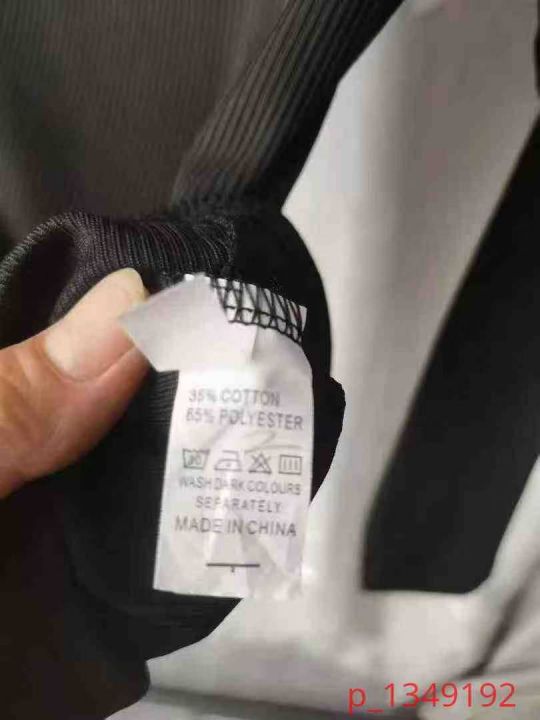 35% COTTON
65% POLYESTER
WASH DARK COLOURS
SEPARATELY
MADE IN CHINA
p_1349192